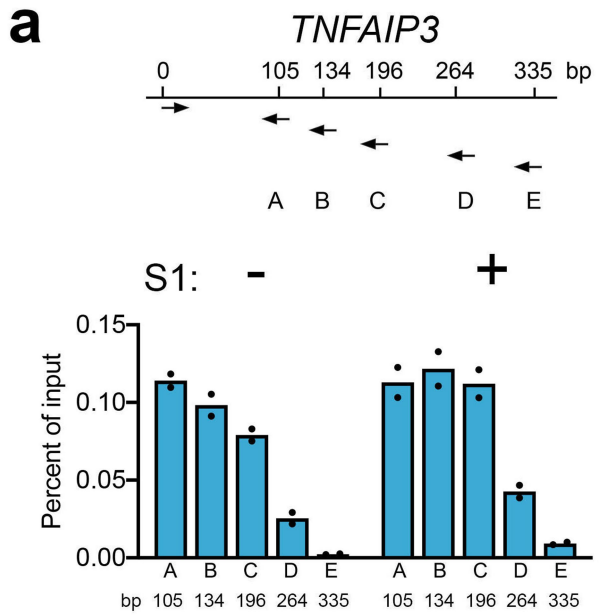 a
TNFAIP3
0 105 134 196 264 335 bp
A B C D E
S1: - +
Percent of input
0.15
0.10
0.05
0.00
A B C D E A B C D E
bp 105 134 196 264 335 105 134 196 264 335